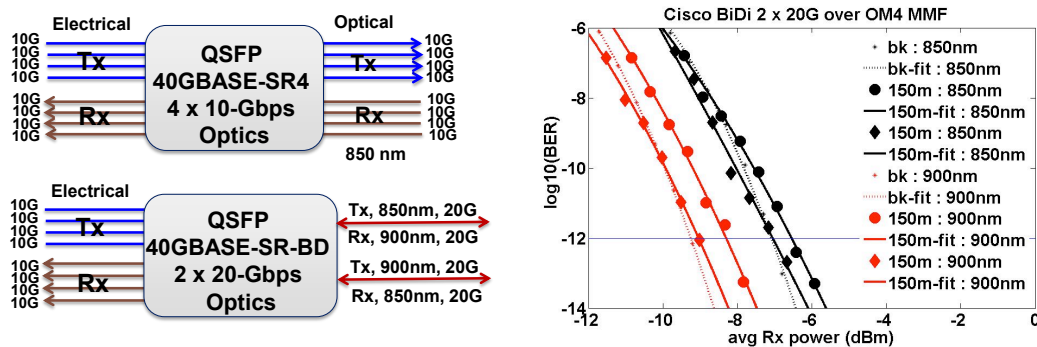 Electrical
Optical
10G
10G
10G
10G
Tx
QSFP
40GBASE-SR4
4 x 10-Gbps
Optics
Tx
10G
10G
10G
10G
10G
10G
10G
10G
Rx
Rx
10G
10G
10G
10G
850 nm
Electrical
10G
10G
10G
10G
Tx
QSFP
40GBASE-SR-BD
2 x 20-Gbps
Optics
Tx, 850nm, 20G
Rx, 900nm, 20G
10G
10G
10G
10G
Rx
Tx, 900nm, 20G
Rx, 850nm, 20G
Cisco BiDi 2 x 20G over OM4 MMF
log10(BER)
-6
-8
-10
-12
-14
-12
-10
-8
-6
-4
-2
0
avg Rx power (dBm)
bk : 850nm
bk-fit : 850nm
150m : 850nm
150m-fit : 850nm
150m : 850nm
150m-fit : 850nm
bk : 900nm
bk-fit : 900nm
150m : 900nm
150m-fit : 900nm
150m : 900nm
150m-fit : 900nm